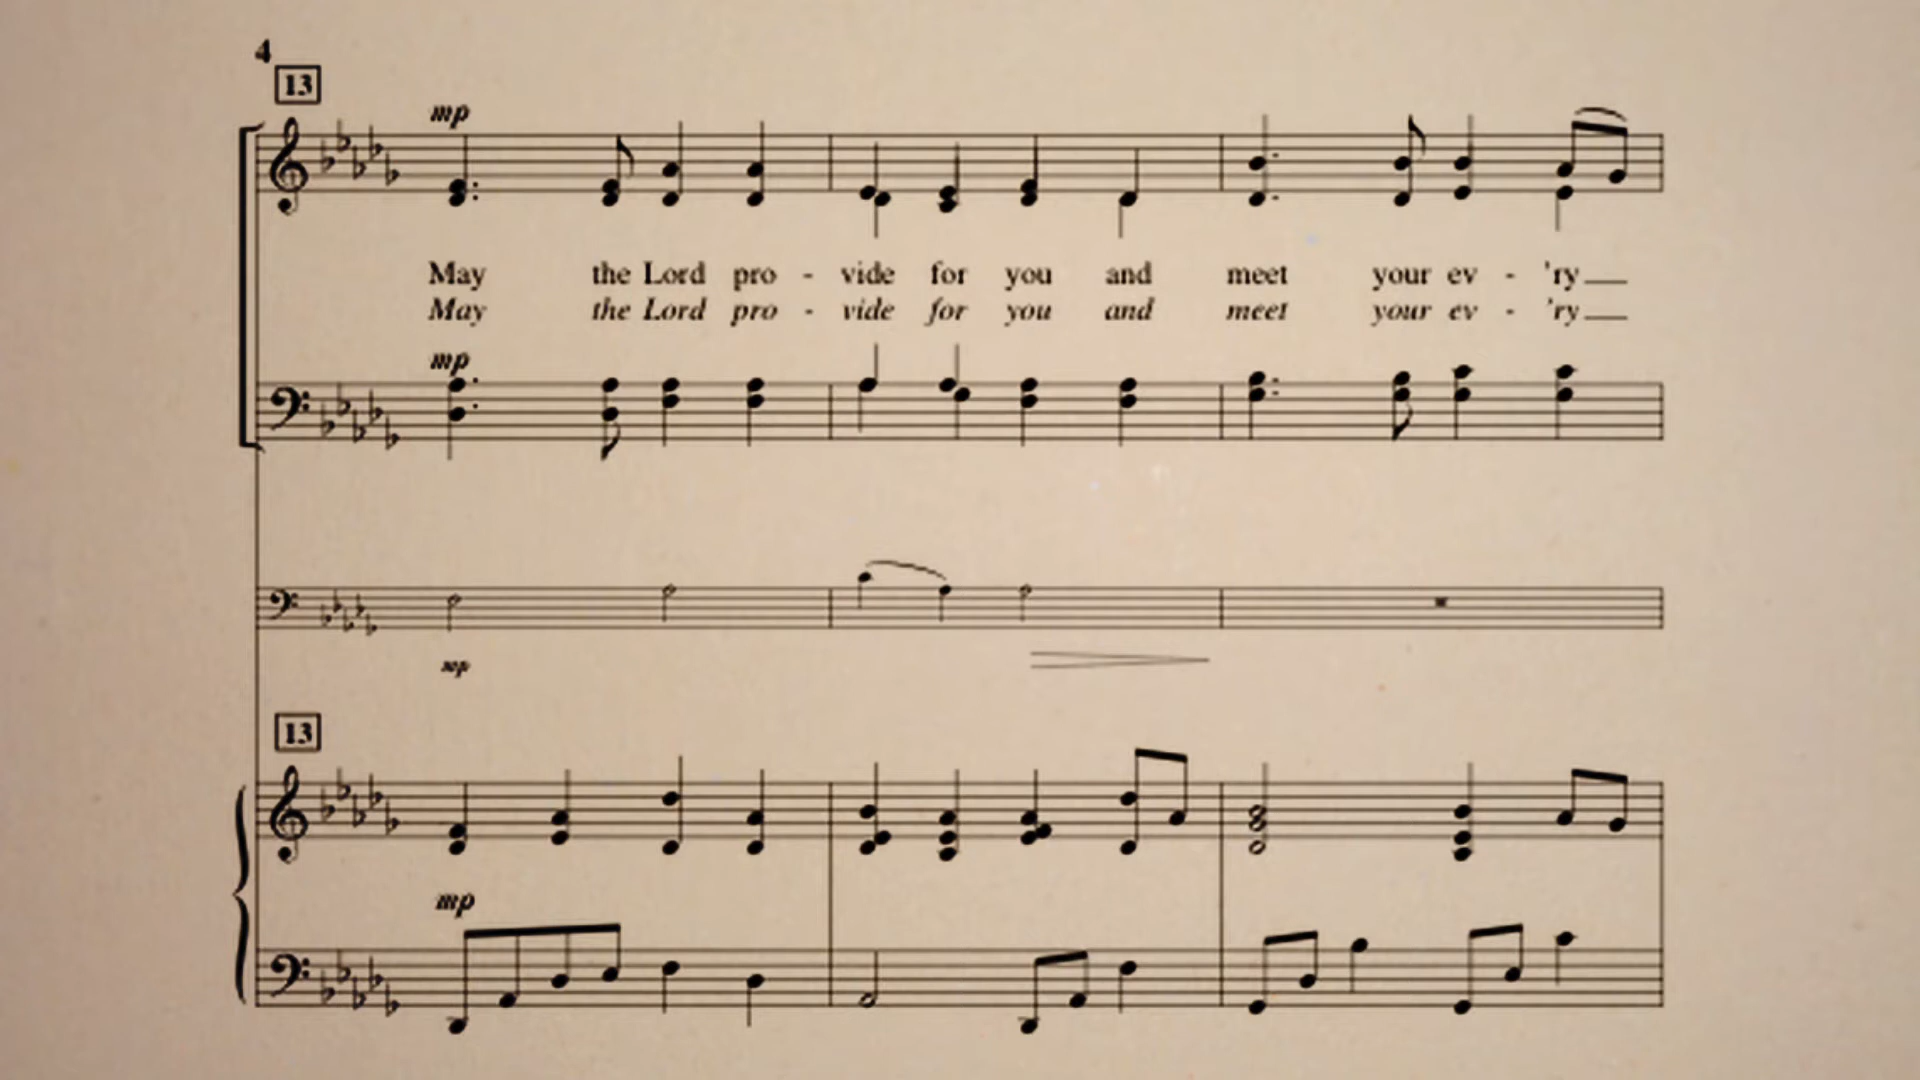 4
13
mp
May the Lord pro - vide for you and meet your ev - 'ry
May the Lord pro - vide for you and meet your ev - 'ry
mp
mp
13
mp